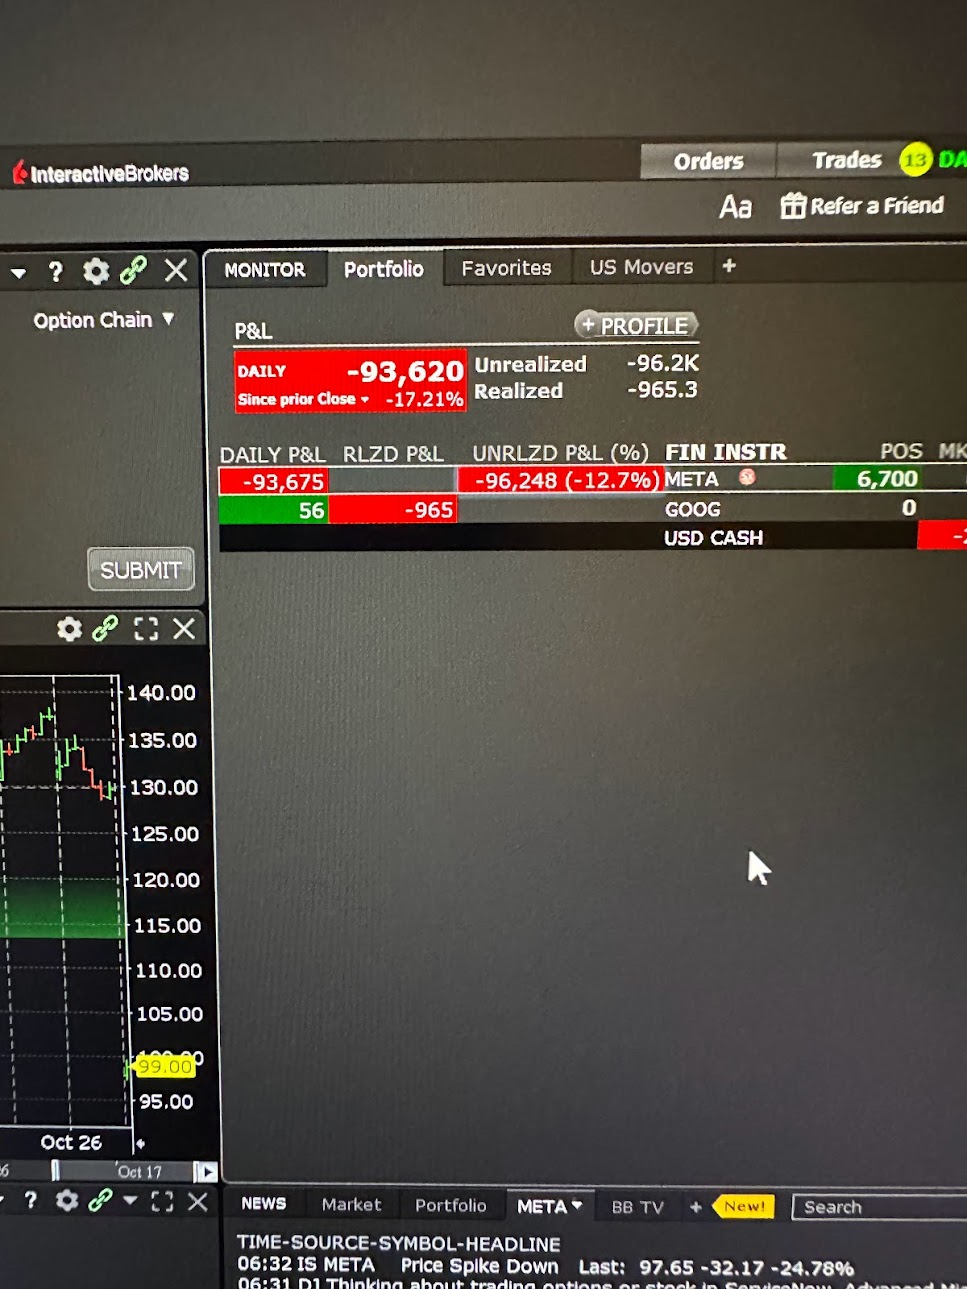 InteractiveBrokers
Orders Trades 13 DA
Aa Refer a Friend
? MONITOR Portfolio Favorites US Movers +
Option Chain
P&L + PROFILE
DAILY -93,620 Unrealized -96.2K
Since prior Close -17.21% Realized -965.3
DAILY P&L RLZD P&L UNRLZD P&L (%) FIN INSTR POS MK
-93,675 -96,248 (-12.7%) META 6,700
56 -965 GOOG 0
USD CASH
SUBMIT
140.00
135.00
130.00
125.00
120.00
115.00
110.00
105.00
99.00
95.00
Oct 26
Oct 17
? NEWS Market Portfolio META BB TV + New! Search
TIME-SOURCE-SYMBOL-HEADLINE
06:32 IS META Price Spike Down Last: 97.65 -32.17 -24.78%
06:31 DJ Thinking about trading options or stock in ServiceNow, Advanced Mi